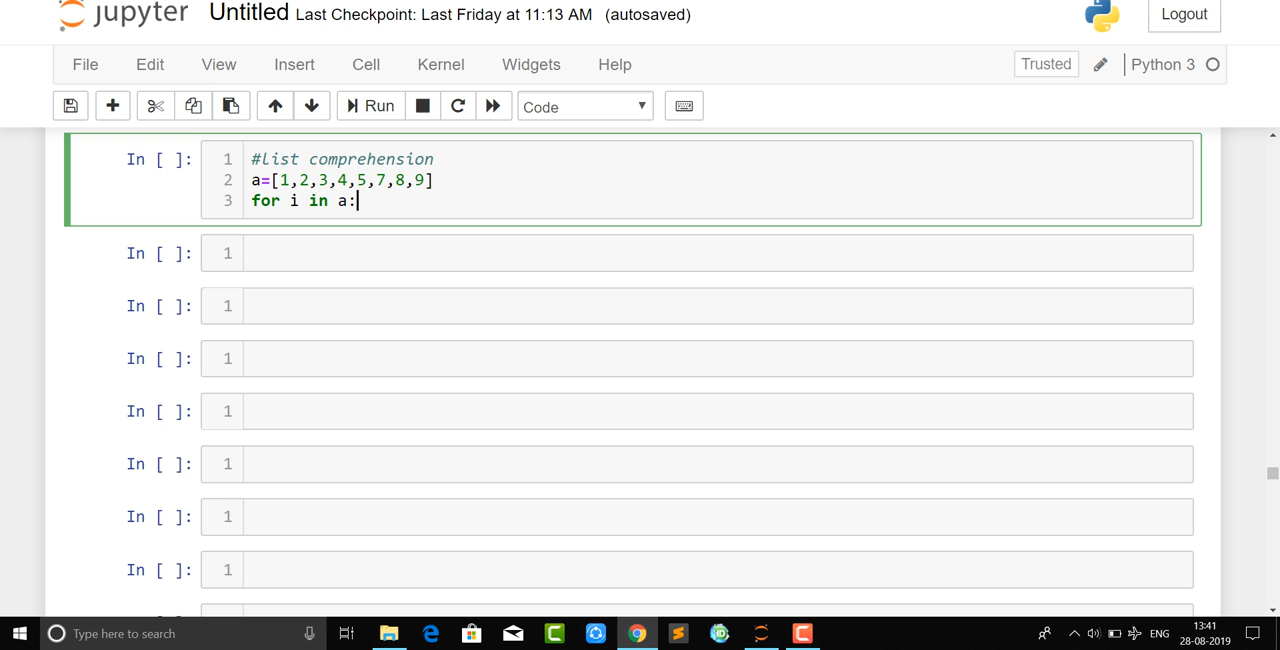 jupyter Untitled Last Checkpoint: Last Friday at 11:13 AM (autosaved) Logout
File Edit View Insert Cell Kernel Widgets Help Trusted Python 3
Run Code
In [ ]: 1 #list comprehension
2 a=[1,2,3,4,5,7,8,9]
3 for i in a:
In [ ]: 1
In [ ]: 1
In [ ]: 1
In [ ]: 1
In [ ]: 1
In [ ]: 1
In [ ]: 1
Type here to search ENG 13:41
28-08-2019